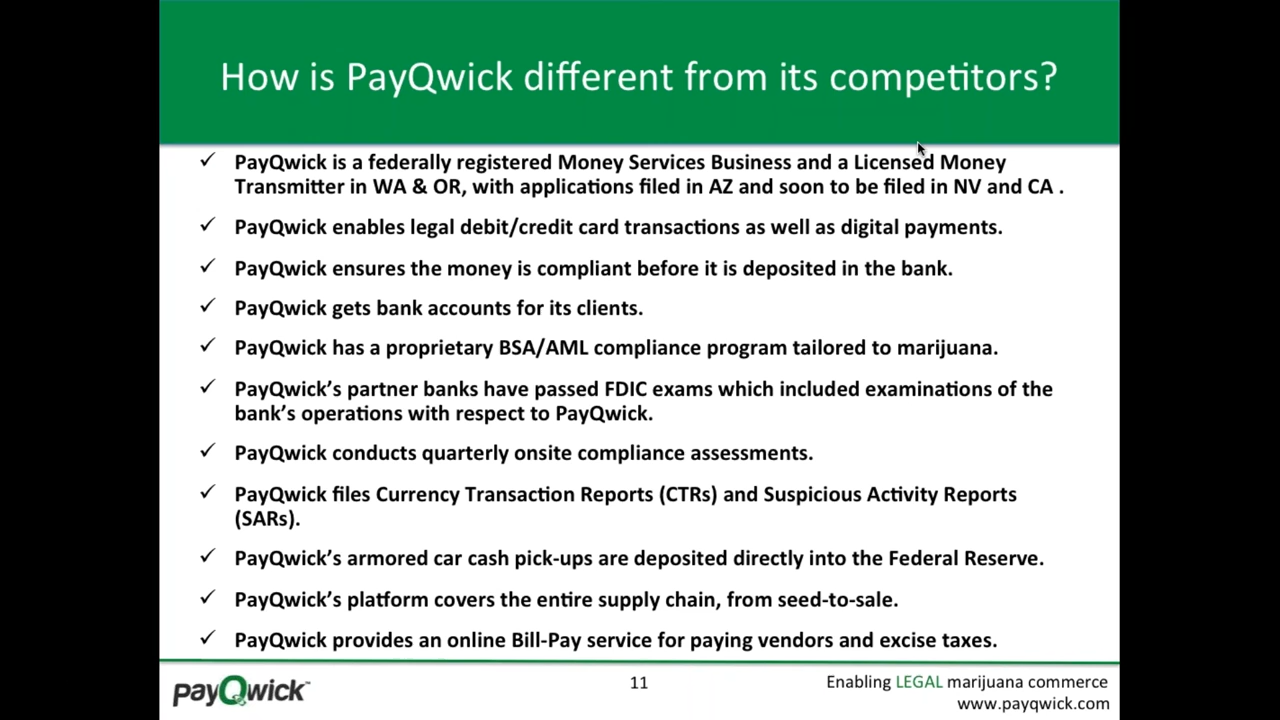 How is PayQwick different from its competitors?
✓ PayQwick is a federally registered Money Services Business and a Licensed Money
Transmitter in WA & OR, with applications filed in AZ and soon to be filed in NV and CA .
✓ PayQwick enables legal debit/credit card transactions as well as digital payments.
✓ PayQwick ensures the money is compliant before it is deposited in the bank.
✓ PayQwick gets bank accounts for its clients.
✓ PayQwick has a proprietary BSA/AML compliance program tailored to marijuana.
✓ PayQwick’s partner banks have passed FDIC exams which included examinations of the
bank’s operations with respect to PayQwick.
✓ PayQwick conducts quarterly onsite compliance assessments.
✓ PayQwick files Currency Transaction Reports (CTRs) and Suspicious Activity Reports
(SARs).
✓ PayQwick’s armored car cash pick-ups are deposited directly into the Federal Reserve.
✓ PayQwick’s platform covers the entire supply chain, from seed-to-sale.
✓ PayQwick provides an online Bill-Pay service for paying vendors and excise taxes.
payQwick™
11
Enabling LEGAL marijuana commerce
www.payqwick.com